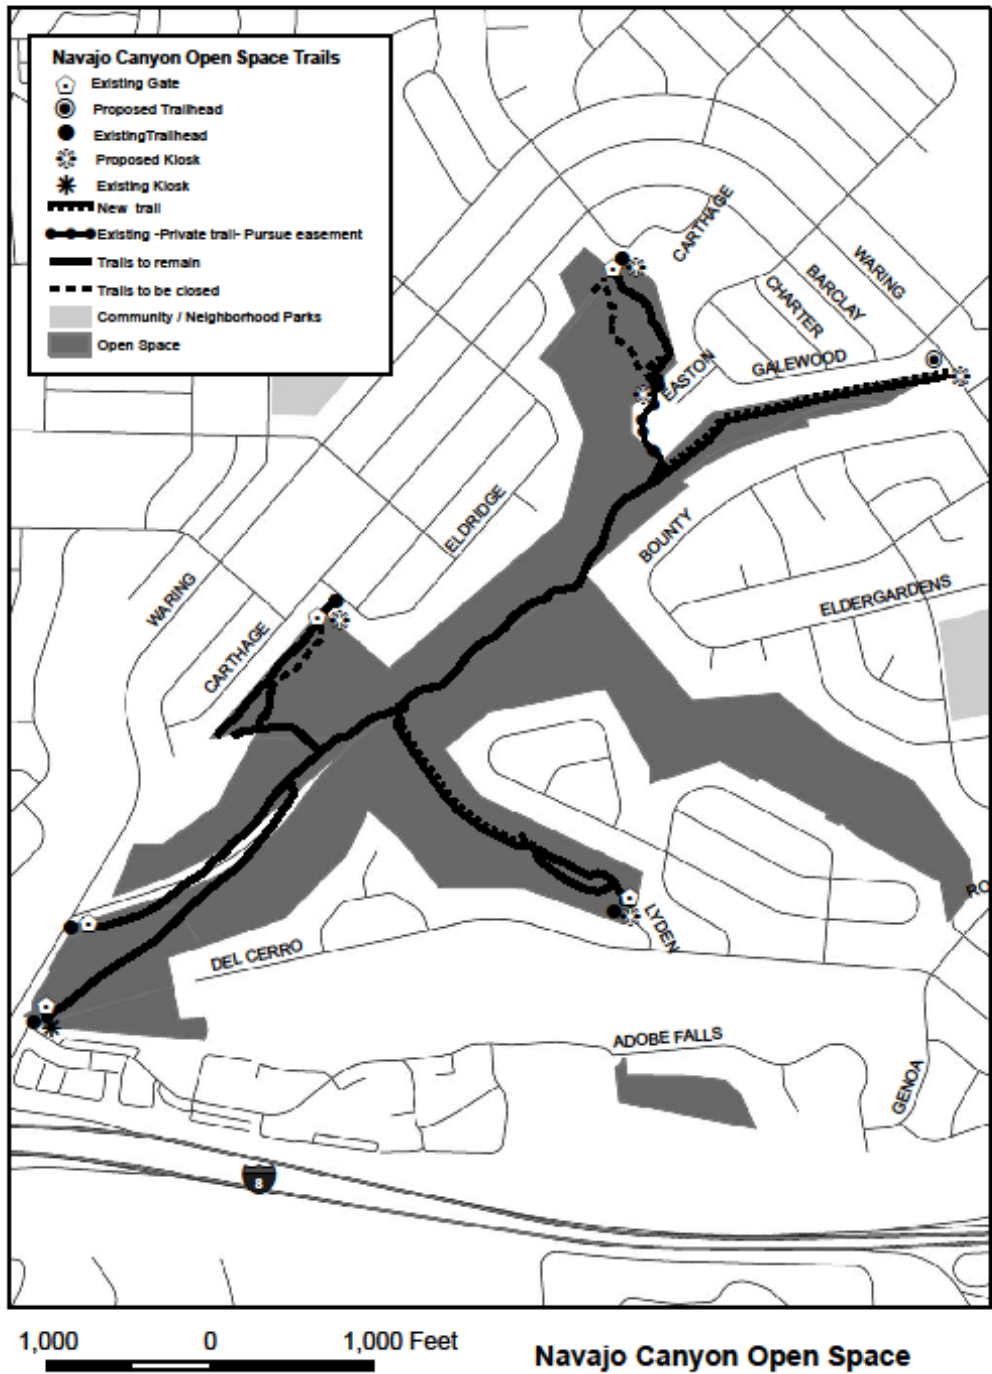 Navajo Canyon Open Space Trails
Existing Gate
Proposed Trailhead
ExistingTrailhead
Proposed Kiosk
Existing Kiosk
New trail
Existing -Private trail- Pursue easement
Trails to remain
Trails to be closed
Community / Neighborhood Parks
Open Space
CARTHAGE
WARING
BARCLAY
CHARTER
GALEWOOD
EASTON
ELDRIDGE
BOUNTY
WARING
ELDERGARDENS
CARTHAGE
RO
LYDEN
DEL CERRO
ADOBE FALLS
GENOA
8
1,000 0 1,000 Feet
Navajo Canyon Open Space